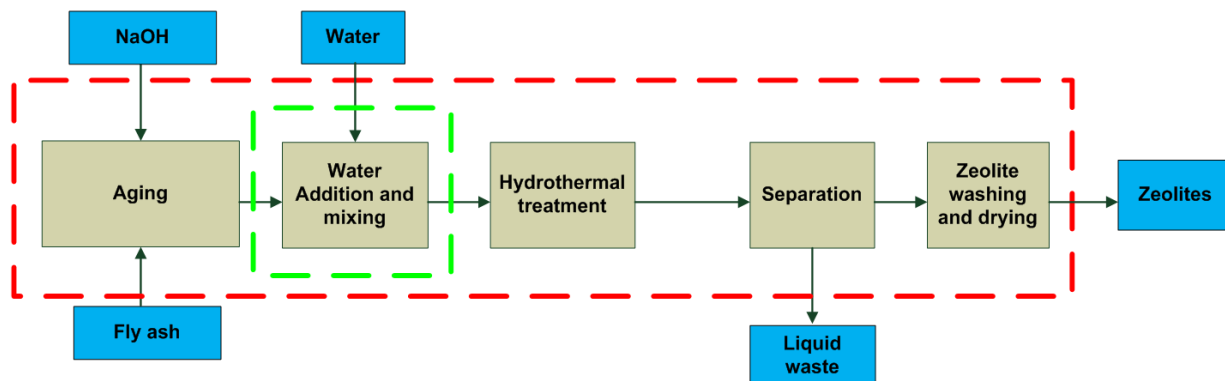 NaOH
Water
Aging
Water
Addition and
mixing
Hydrothermal
treatment
Separation
Zeolite
washing
and drying
Zeolites
Fly ash
Liquid
waste